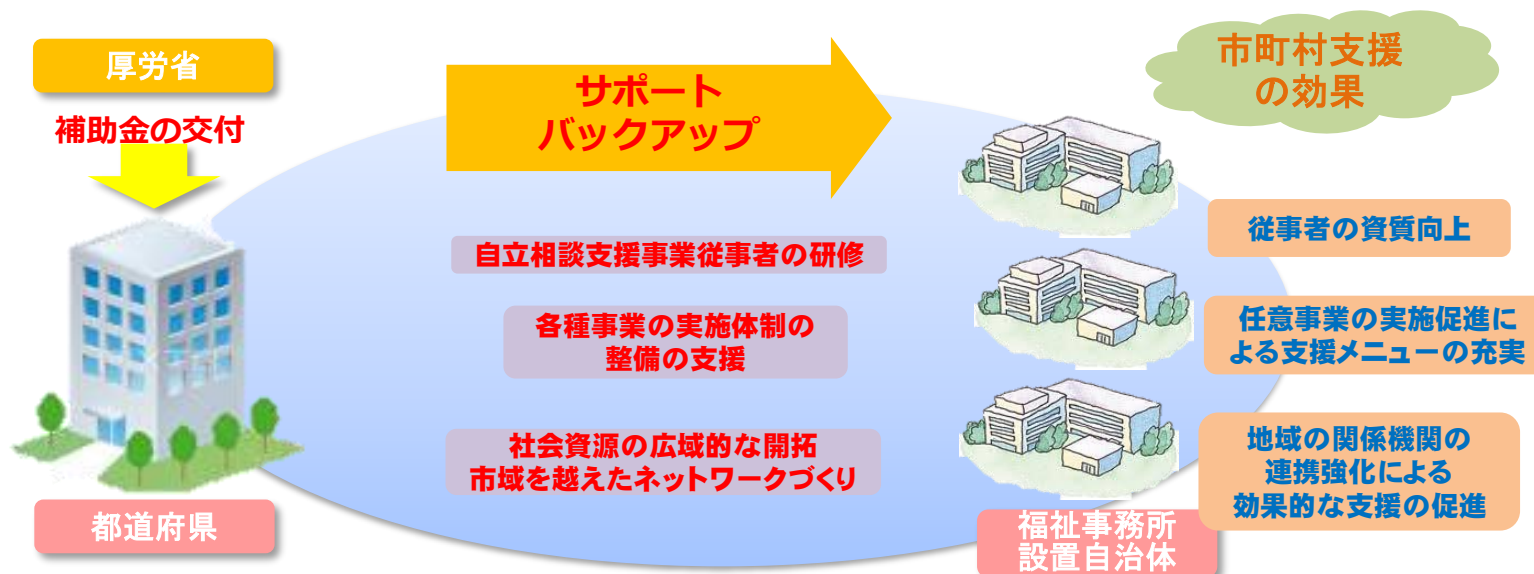 厚労省
補助金の交付
都道府県
サポート
バックアップ
自立相談支援事業従事者の研修
各種事業の実施体制の
整備の支援
社会資源の広域的な開拓
市域を越えたネットワークづくり
福祉事務所
設置自治体
市町村支援
の効果
従事者の資質向上
任意事業の実施促進に
よる支援メニューの充実
地域の関係機関の
連携強化による
効果的な支援の促進